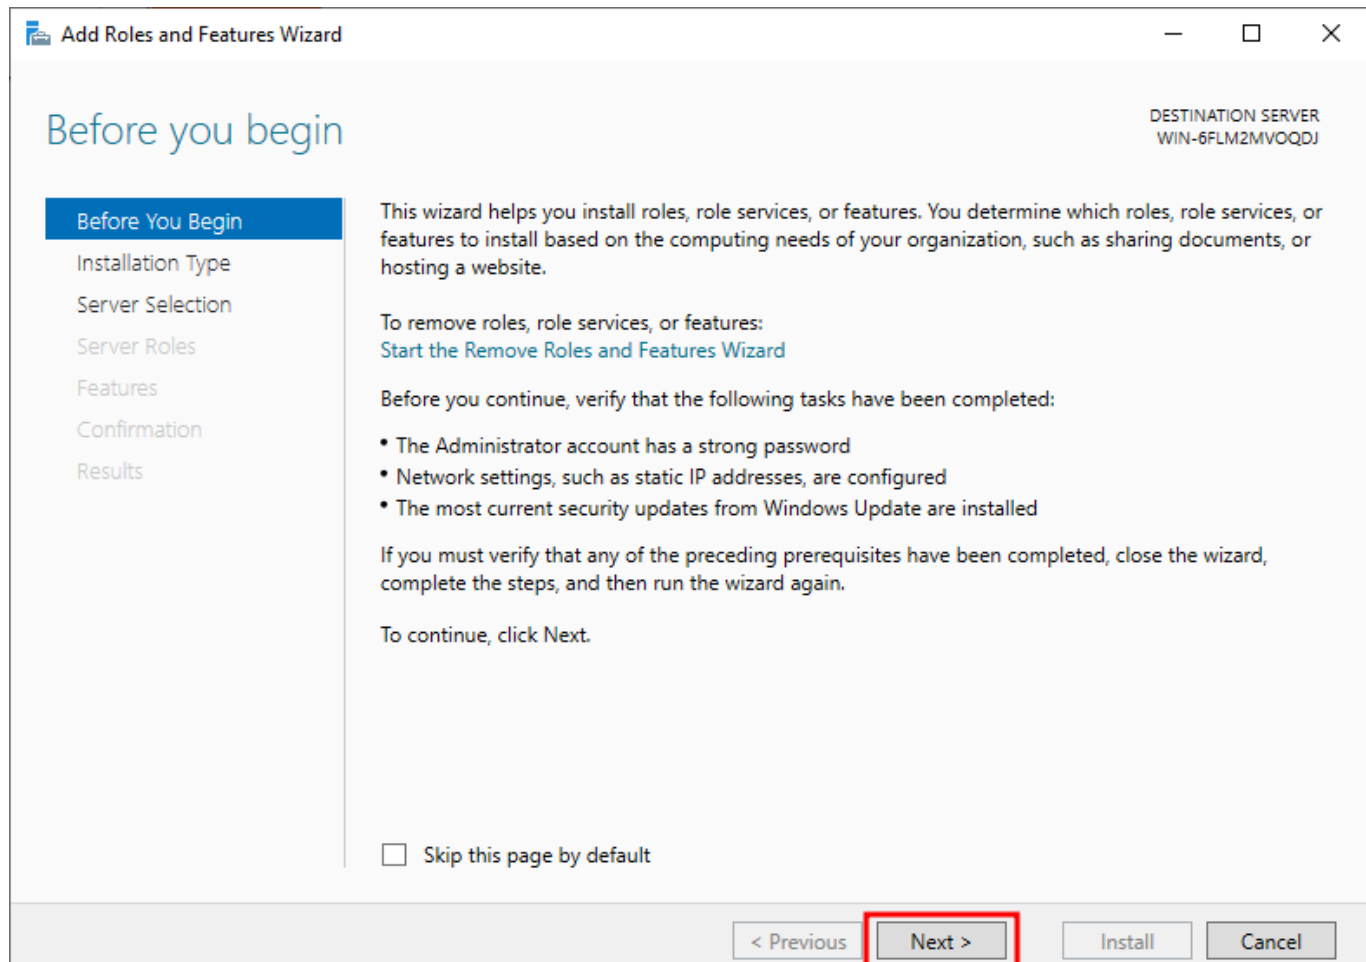 Add Roles and Features Wizard
Before you begin
DESTINATION SERVER
WIN-6FLM2MVOQDJ
Before You Begin
Installation Type
Server Selection
Server Roles
Features
Confirmation
Results
This wizard helps you install roles, role services, or features. You determine which roles, role services, or
features to install based on the computing needs of your organization, such as sharing documents, or
hosting a website.
To remove roles, role services, or features:
Start the Remove Roles and Features Wizard
Before you continue, verify that the following tasks have been completed:
• The Administrator account has a strong password
• Network settings, such as static IP addresses, are configured
• The most current security updates from Windows Update are installed
If you must verify that any of the preceding prerequisites have been completed, close the wizard,
complete the steps, and then run the wizard again.
To continue, click Next.
Skip this page by default
< Previous
Next >
Install
Cancel